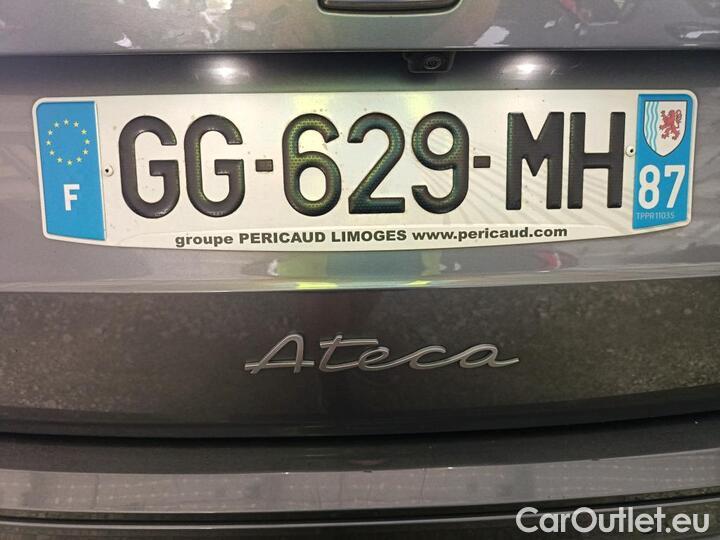 GG-629-MH
F
87
TPPR11035
groupe PERICAUD LIMOGES www.pericaud.com
Ateca
CarOutlet.eu